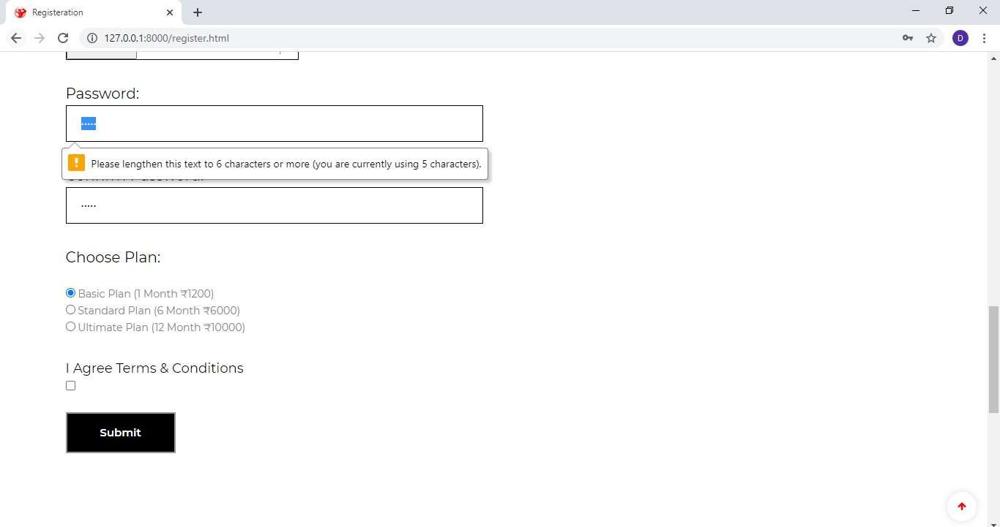 Registeration
127.0.0.1:8000/register.html
D
Password:
•••••
Please lengthen this text to 6 characters or more (you are currently using 5 characters).
Confirm Password:
•••••
Choose Plan:
Basic Plan (1 Month ₹1200)
Standard Plan (6 Month ₹6000)
Ultimate Plan (12 Month ₹10000)
I Agree Terms & Conditions
Submit